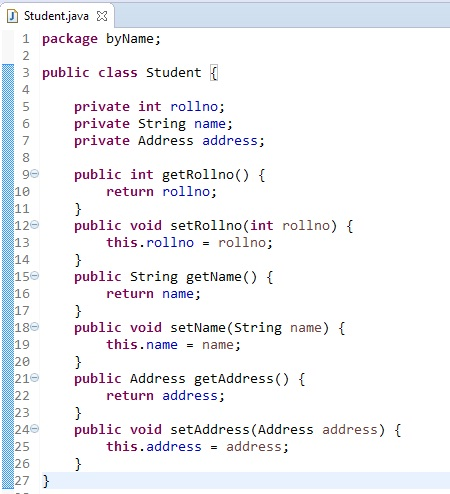 Student.java
1 package byName;
2
3 public class Student {
4
5     private int rollno;
6     private String name;
7     private Address address;
8
9     public int getRollno() {
10         return rollno;
11     }
12     public void setRollno(int rollno) {
13         this.rollno = rollno;
14     }
15     public String getName() {
16         return name;
17     }
18     public void setName(String name) {
19         this.name = name;
20     }
21     public Address getAddress() {
22         return address;
23     }
24     public void setAddress(Address address) {
25         this.address = address;
26     }
27 }